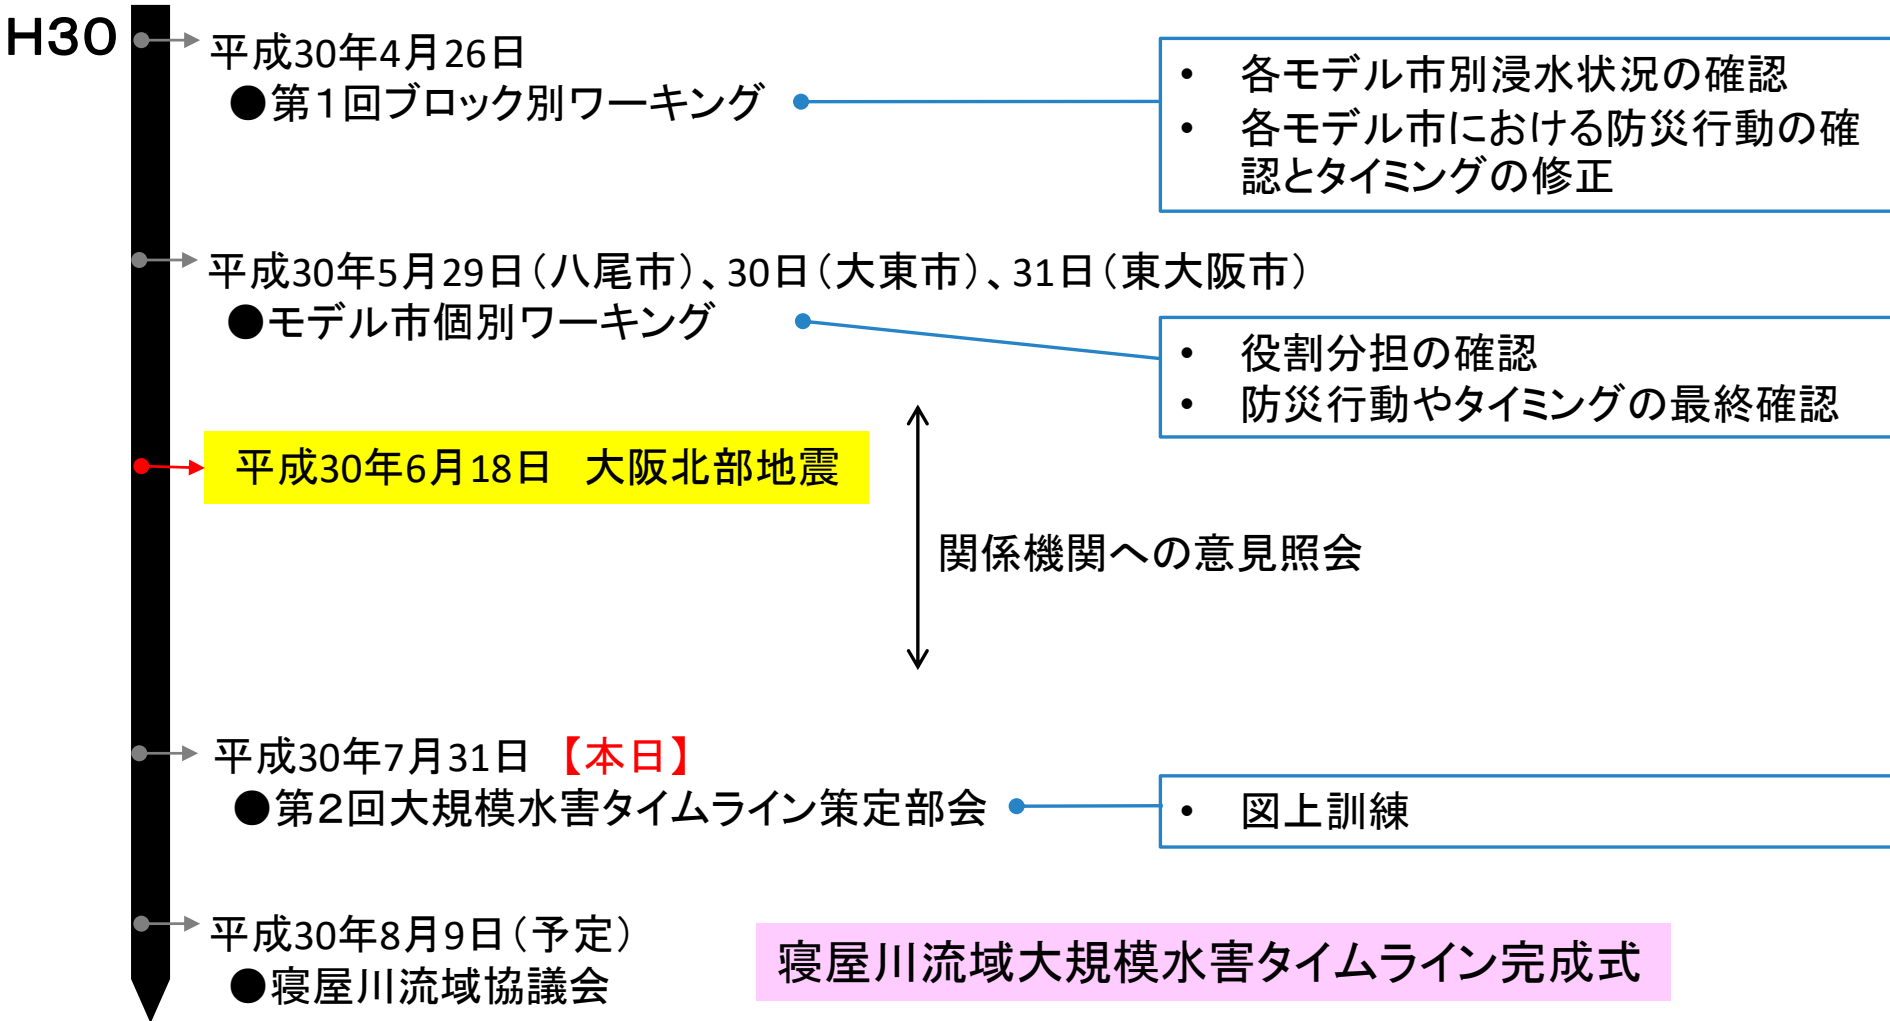 H30
平成30年4月26日
●第1回ブロック別ワーキング
• 各モデル市別浸水状況の確認
• 各モデル市における防災行動の確
認とタイミングの修正
平成30年5月29日（八尾市）、30日（大東市）、31日（東大阪市）
●モデル市個別ワーキング
• 役割分担の確認
• 防災行動やタイミングの最終確認
平成30年6月18日　大阪北部地震
関係機関への意見照会
平成30年7月31日 【本日】
●第2回大規模水害タイムライン策定部会
• 図上訓練
平成30年8月9日（予定）
●寝屋川流域協議会
寝屋川流域大規模水害タイムライン完成式